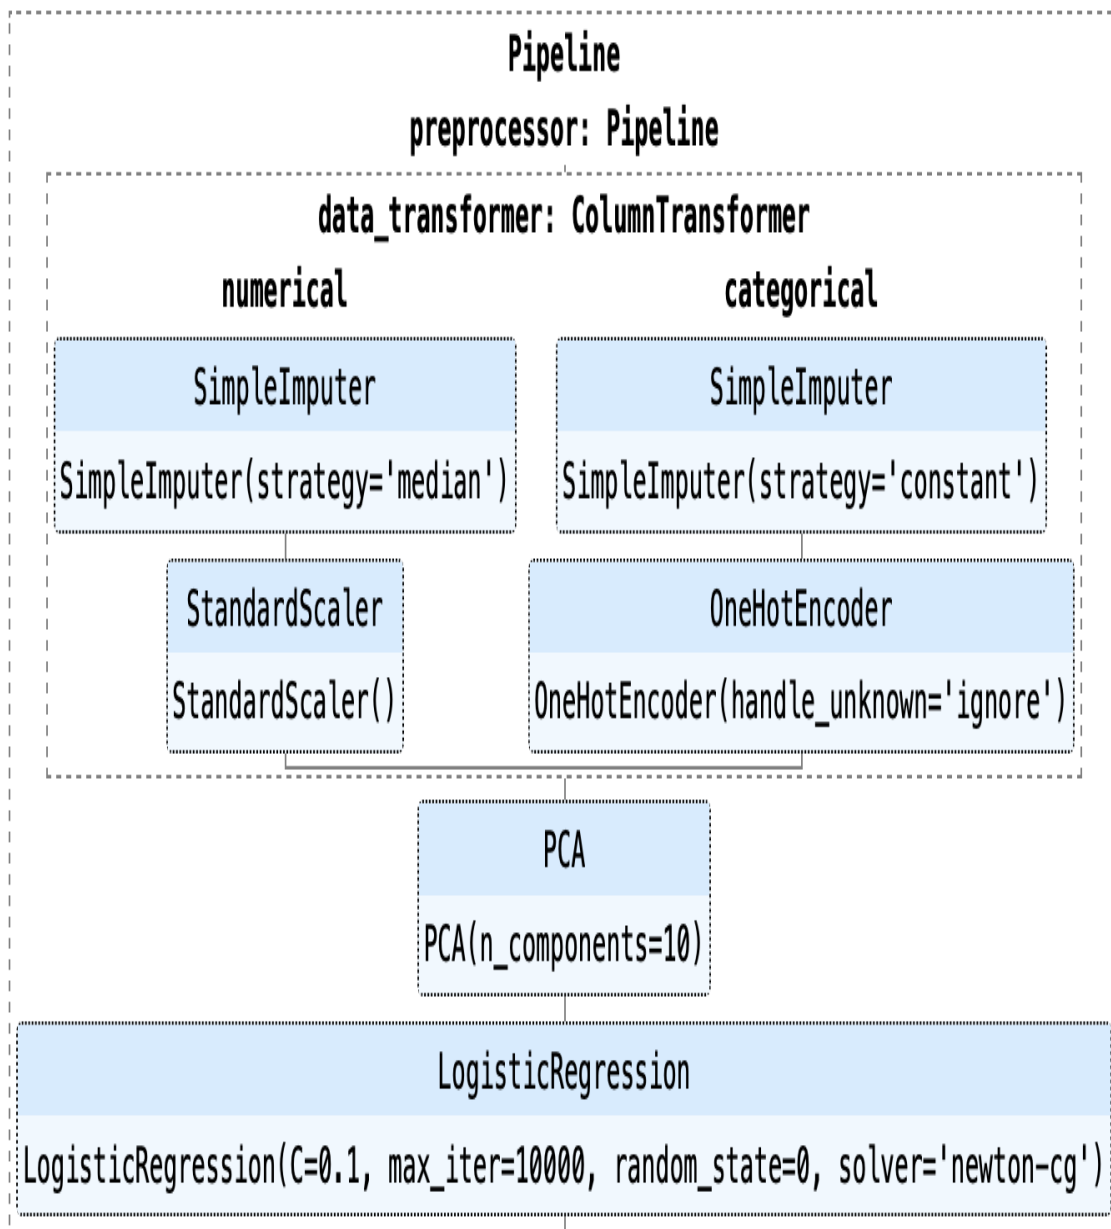 Pipeline
preprocessor: Pipeline
data_transformer: ColumnTransformer
numerical
categorical
SimpleImputer
SimpleImputer
SimpleImputer(strategy='median')
SimpleImputer(strategy='constant')
StandardScaler
OneHotEncoder
StandardScaler()
OneHotEncoder(handle_unknown='ignore')
PCA
PCA(n_components=10)
LogisticRegression
LogisticRegression(C=0.1, max_iter=10000, random_state=0, solver='newton-cg')